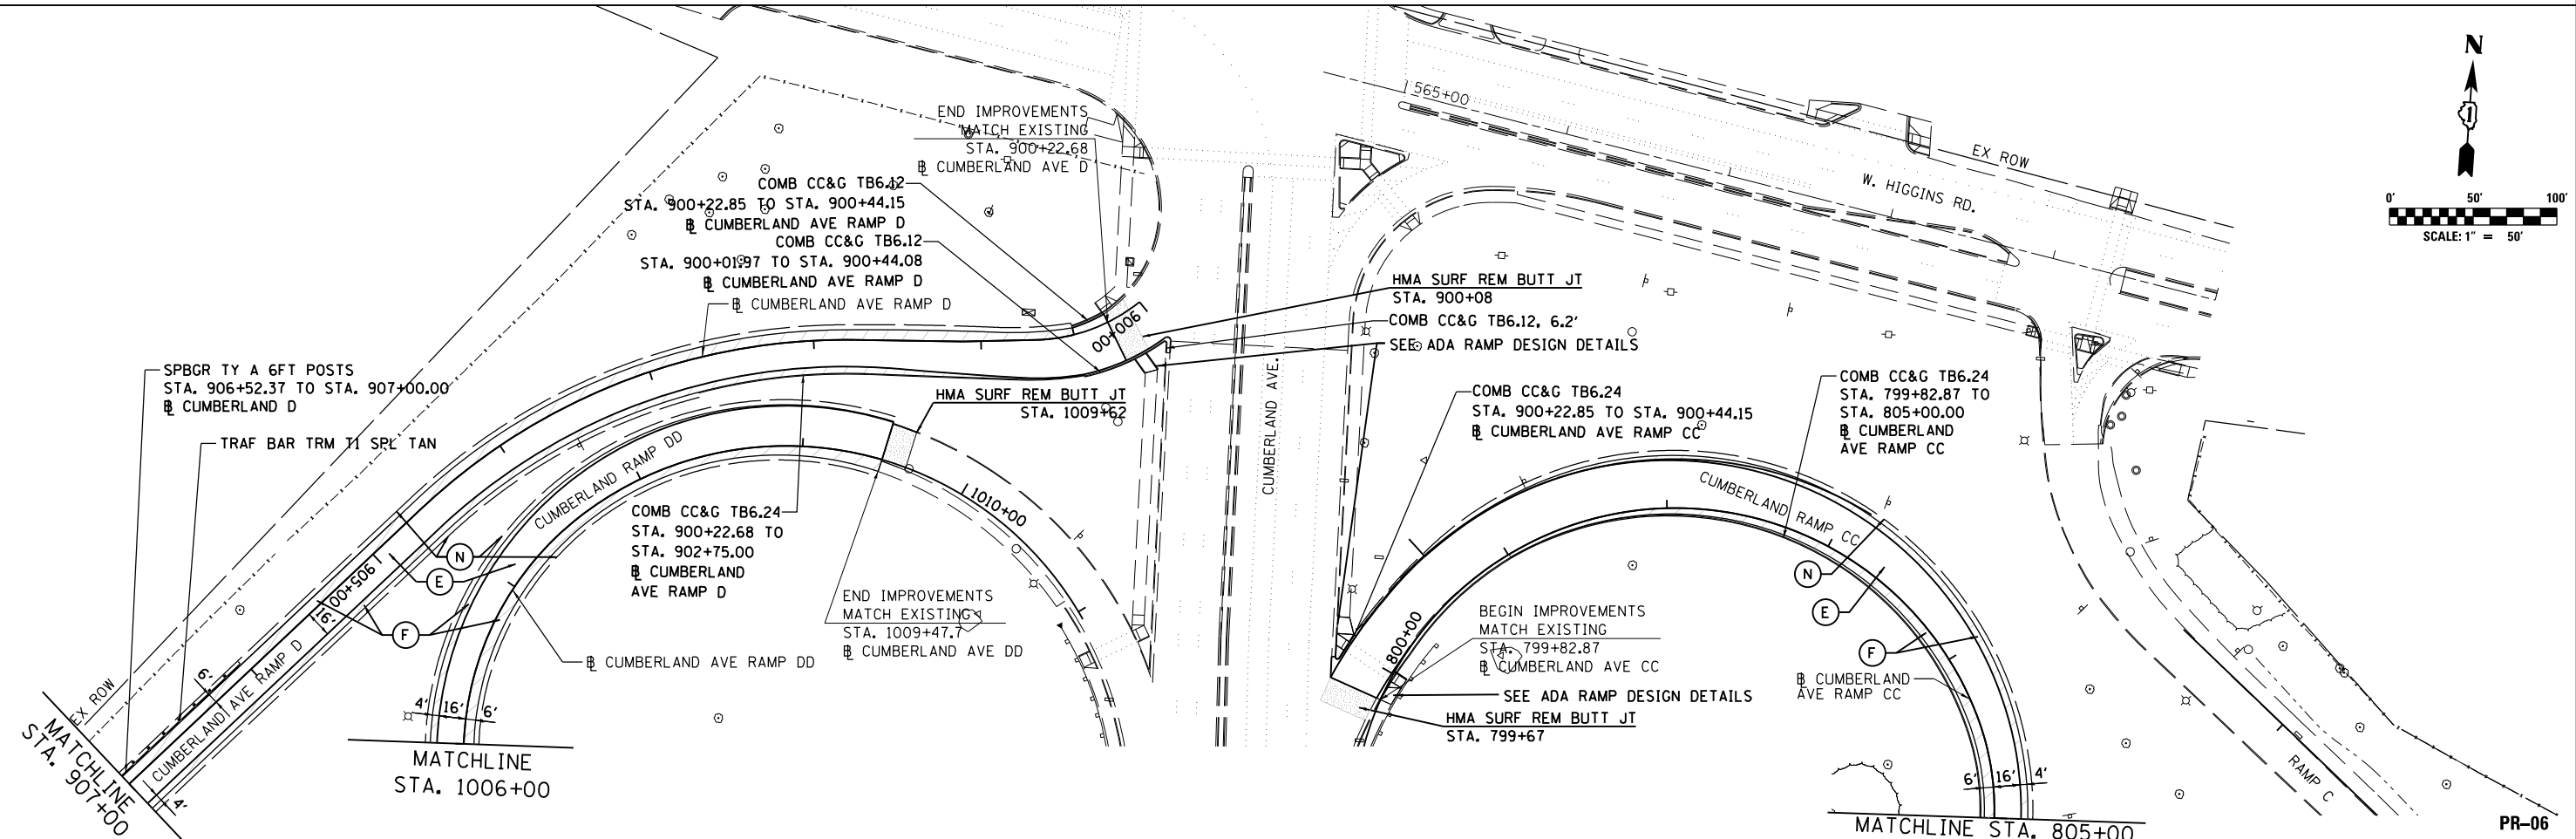 END IMPROVEMENTS
MATCH EXISTING
STA. 900+22.68
℄ CUMBERLAND AVE D
COMB CC&G TB6.12
STA. 900+22.85 TO STA. 900+44.15
℄ CUMBERLAND AVE RAMP D
COMB CC&G TB6.12
STA. 900+01.97 TO STA. 900+44.08
℄ CUMBERLAND AVE RAMP D
℄ CUMBERLAND AVE RAMP D
SPBGR TY A 6FT POSTS
STA. 906+52.37 TO STA. 907+00.00
℄ CUMBERLAND D
TRAF BAR TRM T1 SPL TAN
HMA SURF REM BUTT JT
STA. 1009+62
CUMBERLAND RAMP DD
1010+00
COMB CC&G TB6.24
STA. 900+22.68 TO
STA. 902+75.00
℄ CUMBERLAND
AVE RAMP D
END IMPROVEMENTS
MATCH EXISTING
STA. 1009+47.7
℄ CUMBERLAND AVE DD
℄ CUMBERLAND AVE RAMP DD
N
E
F
905+00
16'
6'
CUMBERLAND AVE RAMP D
4'
EX ROW
MATCHLINE
STA. 907+00
4'
16'
6'
MATCHLINE
STA. 1006+00
900+00
HMA SURF REM BUTT JT
STA. 900+08
COMB CC&G TB6.12, 6.2'
SEE ADA RAMP DESIGN DETAILS
CUMBERLAND AVE.
565+00
EX ROW
W. HIGGINS RD.
COMB CC&G TB6.24
STA. 900+22.85 TO STA. 900+44.15
℄ CUMBERLAND AVE RAMP CC
COMB CC&G TB6.24
STA. 799+82.87 TO
STA. 805+00.00
℄ CUMBERLAND
AVE RAMP CC
CUMBERLAND RAMP CC
800+00
BEGIN IMPROVEMENTS
MATCH EXISTING
STA. 799+82.87
℄ CUMBERLAND AVE CC
SEE ADA RAMP DESIGN DETAILS
HMA SURF REM BUTT JT
STA. 799+67
N
E
F
℄ CUMBERLAND
AVE RAMP CC
6'
16'
4'
MATCHLINE STA. 805+00
RAMP C
N
1
0'
50'
100'
SCALE: 1" = 50'
PR-06